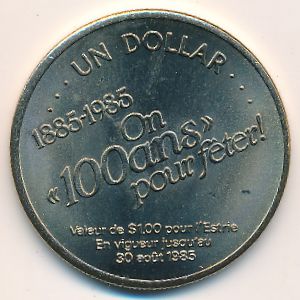 UN DOLLAR
1885-1985
On
«100ans»
pour fêter!
Valeur de $1,00 pour l'Estrie
En vigueur jusqu'au
30 août 1985